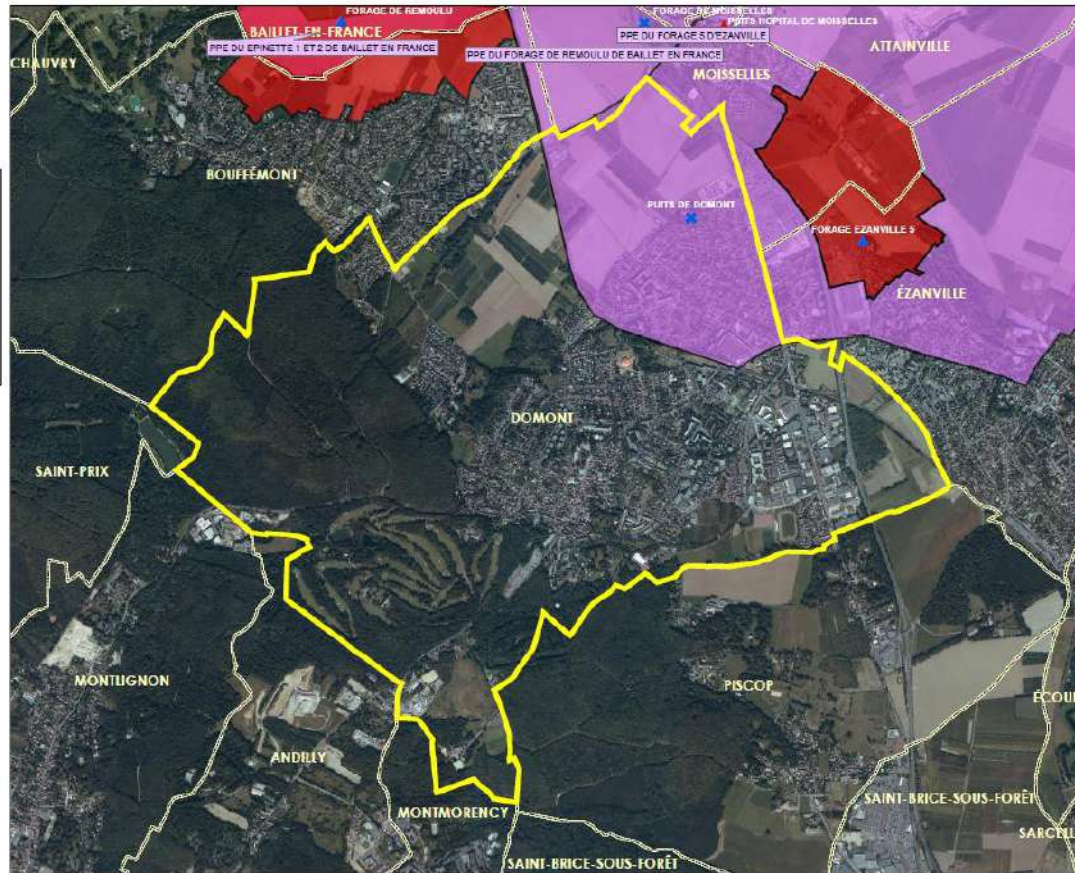 FORAGE DE REMOULU
FORAGE DE MOISSELLES
PUITS HOPITAL DE MOISSELLES
BAILLET-EN-FRANCE
PPE DU FORAGE 5 D'EZANVILLE
PPE DU EPINETTE 1 ET 2 DE BAILLET EN FRANCE
ATTAINVILLE
PPE DU FORAGE DE REMOULU DE BAILLET EN FRANCE
CHAUVRY
MOISSELLES
BOUFFÉMONT
PUITS DE DOMONT
FORAGE EZANVILLE 5
ÉZANVILLE
DOMONT
SAINT-PRIX
MONTLIGNON
PISCOP
ÉCOU
ANDILLY
SAINT-BRICE-SOUS-FORÊT
MONTMORENCY
SARCELL
SAINT-BRICE-SOUS-FORÊT